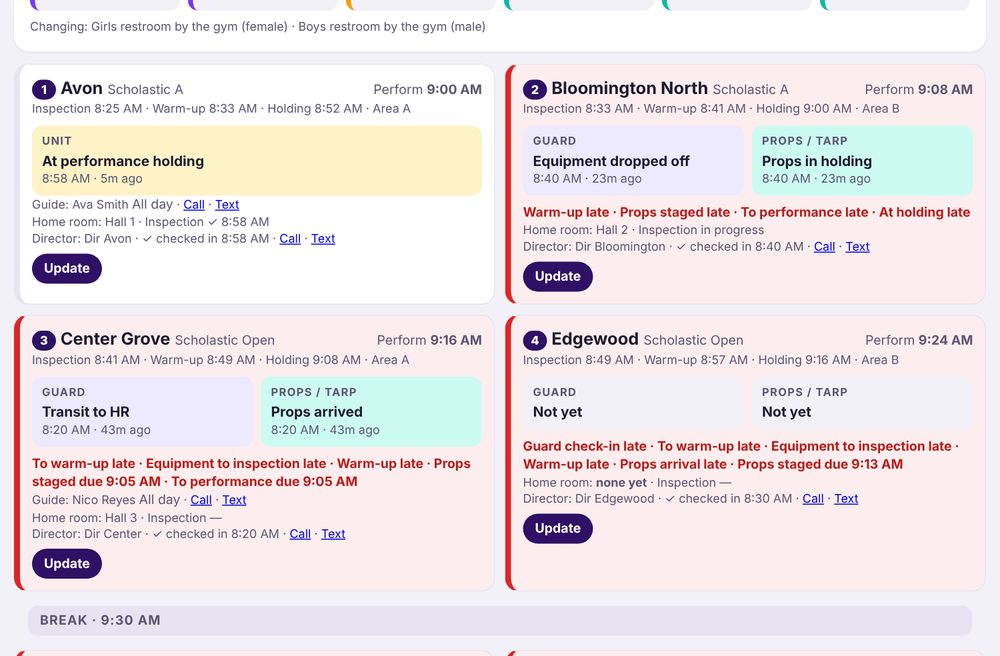 Changing: Girls restroom by the gym (female) · Boys restroom by the gym (male)
1 Avon Scholastic A Perform 9:00 AM
Inspection 8:25 AM · Warm-up 8:33 AM · Holding 8:52 AM · Area A
UNIT
At performance holding
8:58 AM · 5m ago
Guide: Ava Smith All day · Call · Text
Home room: Hall 1 · Inspection ✓ 8:58 AM
Director: Dir Avon · ✓ checked in 8:58 AM · Call · Text
Update
2 Bloomington North Scholastic A Perform 9:08 AM
Inspection 8:33 AM · Warm-up 8:41 AM · Holding 9:00 AM · Area B
GUARD
Equipment dropped off
8:40 AM · 23m ago
PROPS / TARP
Props in holding
8:40 AM · 23m ago
Warm-up late · Props staged late · To performance late · At holding late
Home room: Hall 2 · Inspection in progress
Director: Dir Bloomington · ✓ checked in 8:40 AM · Call · Text
Update
3 Center Grove Scholastic Open Perform 9:16 AM
Inspection 8:41 AM · Warm-up 8:49 AM · Holding 9:08 AM · Area A
GUARD
Transit to HR
8:20 AM · 43m ago
PROPS / TARP
Props arrived
8:20 AM · 43m ago
To warm-up late · Equipment to inspection late · Warm-up late · Props
staged due 9:05 AM · To performance due 9:05 AM
Guide: Nico Reyes All day · Call · Text
Home room: Hall 3 · Inspection —
Director: Dir Center · ✓ checked in 8:20 AM · Call · Text
Update
4 Edgewood Scholastic Open Perform 9:24 AM
Inspection 8:49 AM · Warm-up 8:57 AM · Holding 9:16 AM · Area B
GUARD
Not yet
PROPS / TARP
Not yet
Guard check-in late · To warm-up late · Equipment to inspection late ·
Warm-up late · Props arrival late · Props staged due 9:13 AM
Home room: none yet · Inspection —
Director: Dir Edgewood · ✓ checked in 8:30 AM · Call · Text
Update
BREAK · 9:30 AM